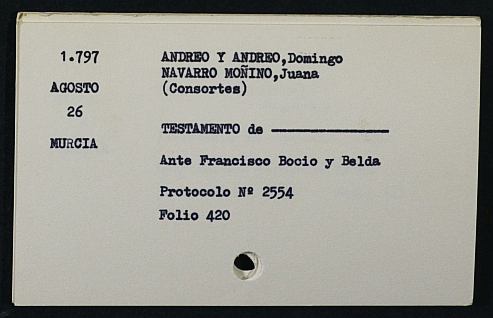 1.797
AGOSTO
26
MURCIA
ANDREO Y ANDREO,Domingo
NAVARRO MOÑINO,Juana
(Consortes)
TESTAMENTO de ―――――
Ante Francisco Bocio y Belda
Protocolo Nº 2554
Folio 420